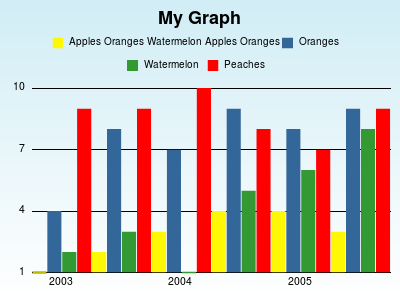 My Graph
Apples Oranges Watermelon Apples Oranges Oranges
Watermelon Peaches
10
7
4
1
2003 2004 2005